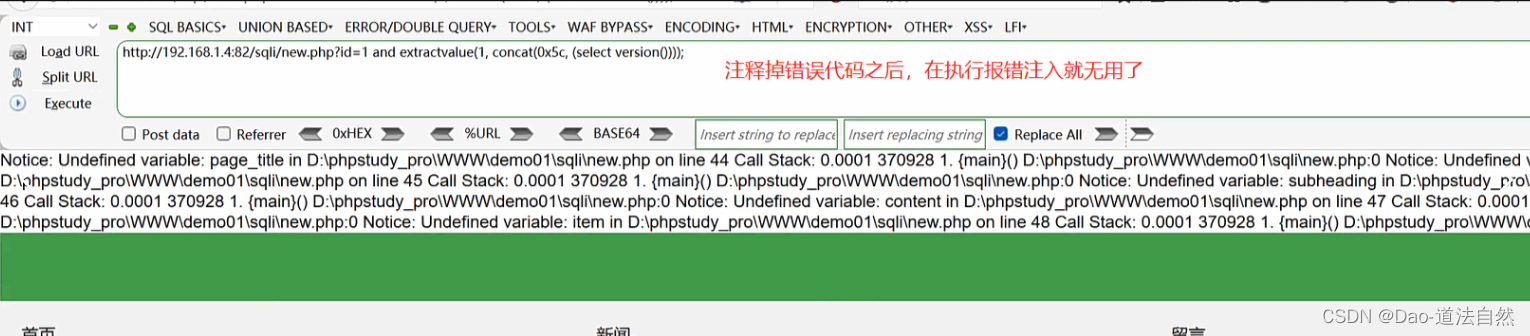 INT SQL BASICS▾ UNION BASED▾ ERROR/DOUBLE QUERY▾ TOOLS▾ WAF BYPASS▾ ENCODING▾ HTML▾ ENCRYPTION▾ OTHER▾ XSS▾ LFI▾
Load URL http://192.168.1.4:82/sqli/new.php?id=1 and extractvalue(1, concat(0x5c, (select version())));
注释掉错误代码之后，在执行报错注入就无用了
Split URL
Execute
Post data Referrer 0xHEX %URL BASE64 Insert string to replace Insert replacing string Replace All
Notice: Undefined variable: page_title in D:\phpstudy_pro\WWW\demo01\sqli\new.php on line 44 Call Stack: 0.0001 370928 1. {main}() D:\phpstudy_pro\WWW\demo01\sqli\new.php:0 Notice: Undefined
D:\phpstudy_pro\WWW\demo01\sqli\new.php on line 45 Call Stack: 0.0001 370928 1. {main}() D:\phpstudy_pro\WWW\demo01\sqli\new.php:0 Notice: Undefined variable: subheading in D:\phpstudy_pro\
46 Call Stack: 0.0001 370928 1. {main}() D:\phpstudy_pro\WWW\demo01\sqli\new.php:0 Notice: Undefined variable: content in D:\phpstudy_pro\WWW\demo01\sqli\new.php on line 47 Call Stack: 0.0001
D:\phpstudy_pro\WWW\demo01\sqli\new.php:0 Notice: Undefined variable: item in D:\phpstudy_pro\WWW\demo01\sqli\new.php on line 48 Call Stack: 0.0001 370928 1. {main}() D:\phpstudy_pro\WWW\
首页 新闻 留言
CSDN @Dao-道法自然